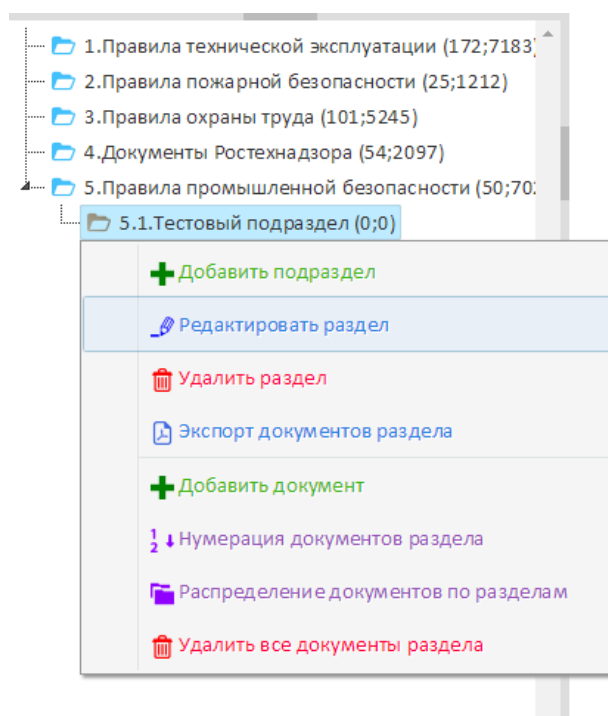 1.Правила технической эксплуатации (172;7183)
2.Правила пожарной безопасности (25;1212)
3.Правила охраны труда (101;5245)
4.Документы Ростехнадзора (54;2097)
5.Правила промышленной безопасности (50;702
5.1.Тестовый подраздел (0;0)
Добавить подраздел
Редактировать раздел
Удалить раздел
Экспорт документов раздела
Добавить документ
Нумерация документов раздела
Распределение документов по разделам
Удалить все документы раздела